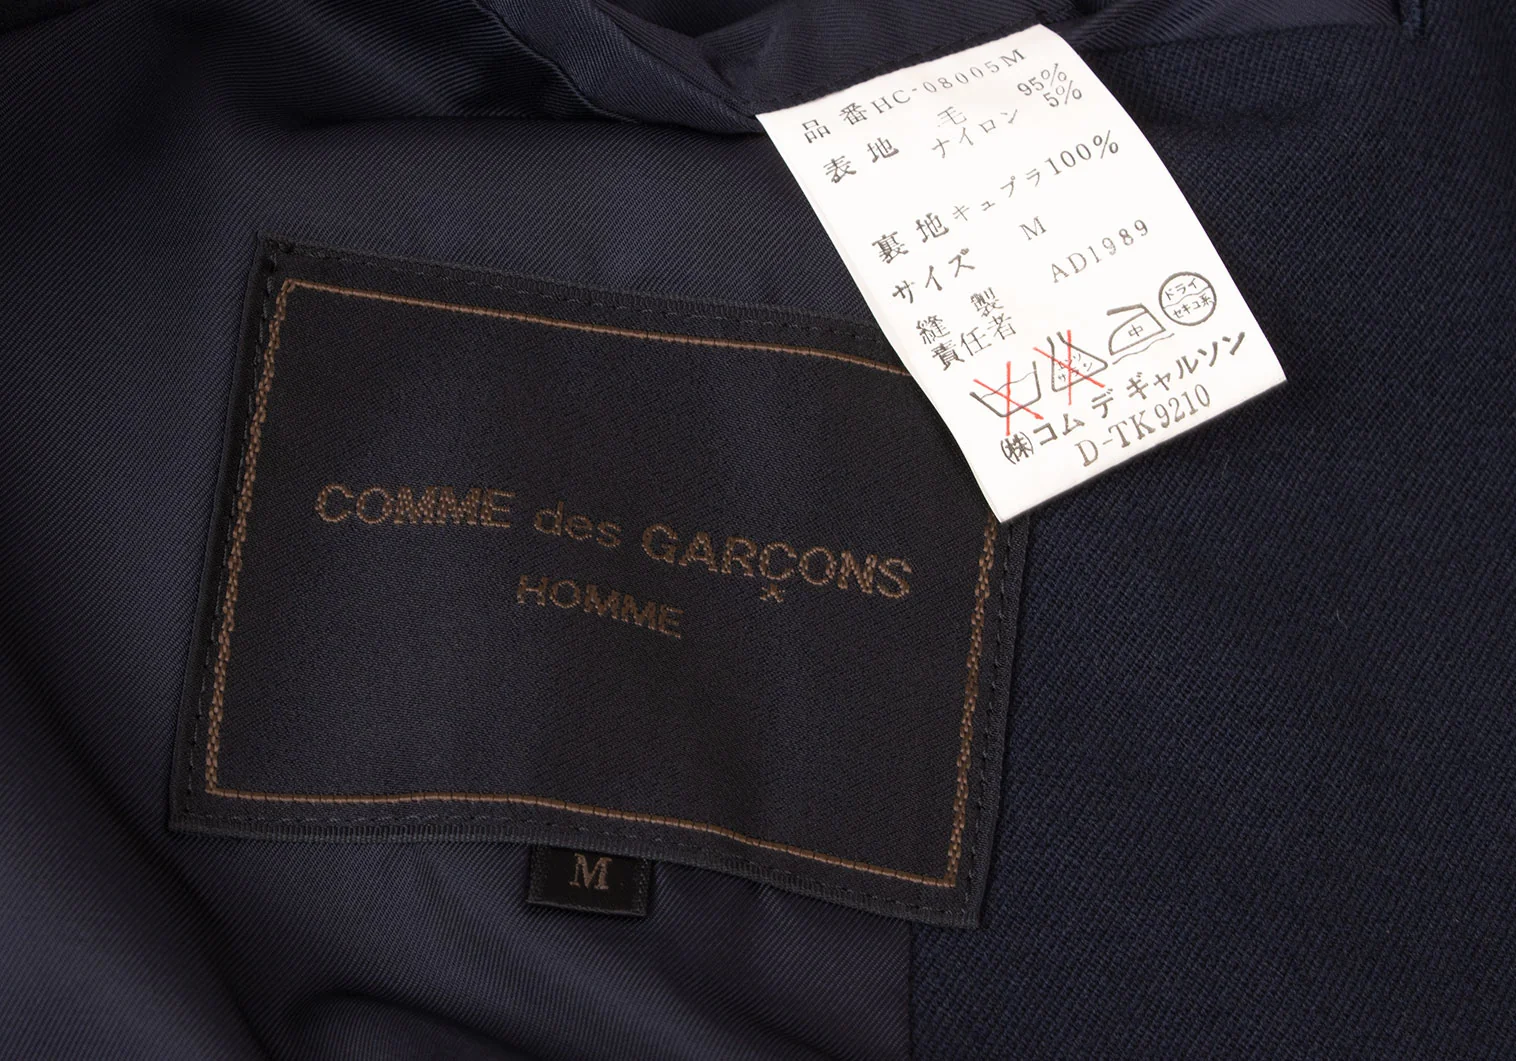 品番HC-08005M
表地 毛 95%
ナイロン 5%
裏地キュプラ100%
サイズ M
縫製 AD1989
責任者
中
ドライ
セキユ系
㈱コム デ ギャルソン
D-TK9210
COMME des GARÇONS
HOMME
M